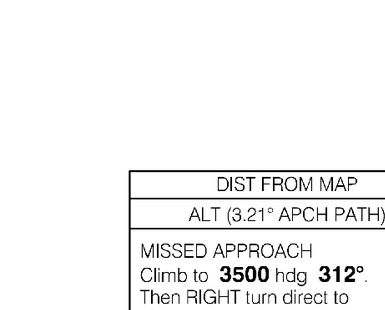 DIST FROM MAP
ALT (3.21° APCH PATH)
MISSED APPROACH
Climb to 3500 hdg 312°.
Then RIGHT turn direct to